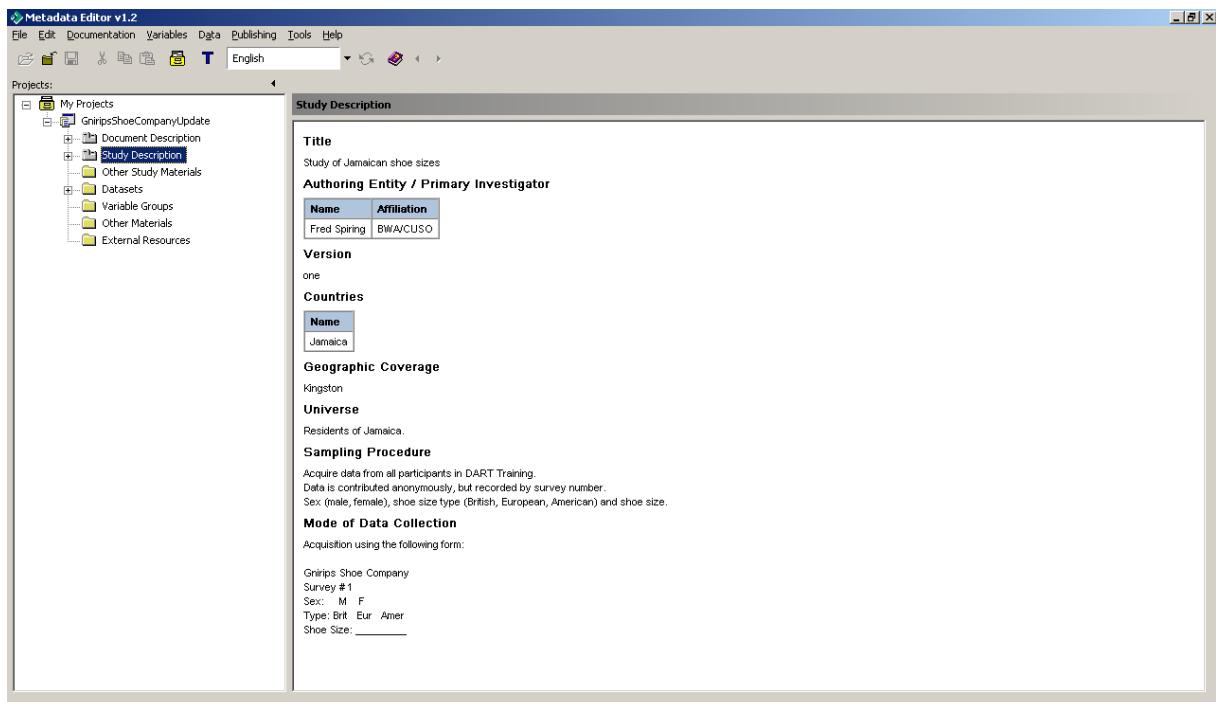 Metadata Editor v1.2
File Edit Documentation Variables Data Publishing Tools Help
T English
Projects:
My Projects
GniripsShoeCompanyUpdate
Document Description
Study Description
Other Study Materials
Datasets
Variable Groups
Other Materials
External Resources
Study Description
Title
Study of Jamaican shoe sizes
Authoring Entity / Primary Investigator
Name Affiliation
Fred Spiring BWA/CUSO
Version
one
Countries
Name
Jamaica
Geographic Coverage
Kingston
Universe
Residents of Jamaica.
Sampling Procedure
Acquire data from all participants in DART Training.
Data is contributed anonymously, but recorded by survey number.
Sex (male, female), shoe size type (British, European, American) and shoe size.
Mode of Data Collection
Acquisition using the following form:
Gnirips Shoe Company
Survey #1
Sex: M F
Type: Brit Eur Amer
Shoe Size: _________